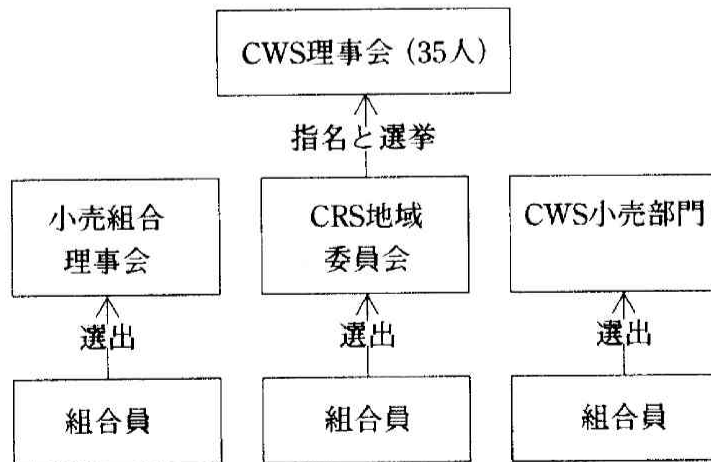 CWS理事会（35人）
指名と選挙
小売組合
理事会
CRS地域
委員会
CWS小売部門
選出
選出
選出
組合員
組合員
組合員